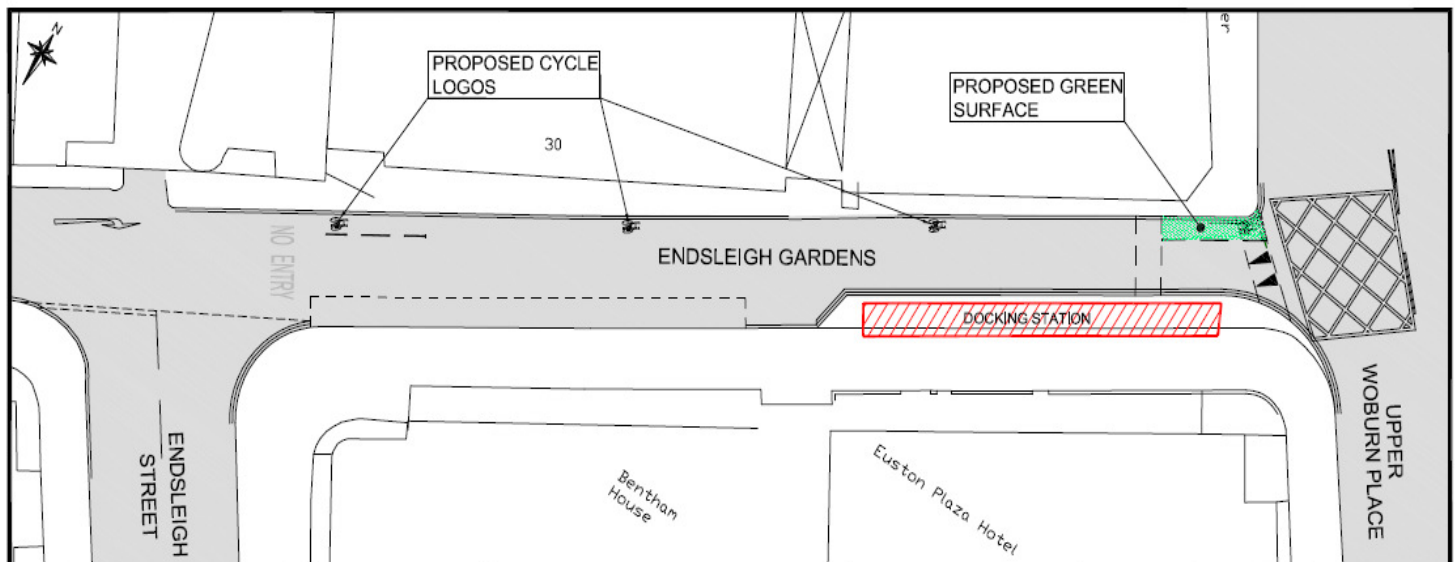 N
PROPOSED CYCLE
LOGOS
PROPOSED GREEN
SURFACE
er
30
NO ENTRY
ENDSLEIGH GARDENS
DOCKING STATION
ENDSLEIGH
STREET
Bentham
House
Euston Plaza Hotel
UPPER
WOBURN PLACE